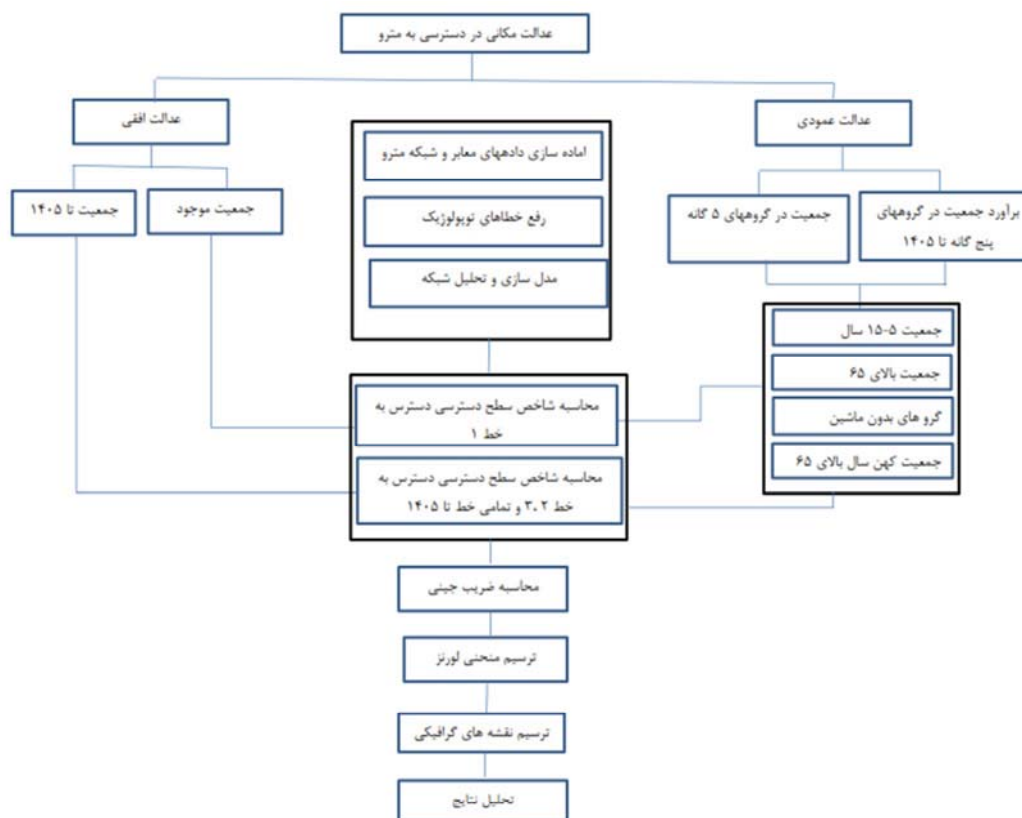 عدالت مکانی در دسترسی به مترو
عدالت عمودی
عدالت افقی
اماده سازی دادههای معابر و شبکه مترو
رفع خطاهای توپولوژیک
مدل سازی و تحلیل شبکه
برآورد جمعیت در گروههای
پنج گانه تا ۱۴۰۵
جمعیت در گروههای ۵ گانه
جمعیت موجود
جمعیت تا ۱۴۰۵
جمعیت ۵-۱۵ سال
جمعیت بالای ۶۵
گرو های بدون ماشین
جمعیت کهن سال بالای ۶۵
محاسبه شاخص سطح دسترسی دسترس به
خط ۱
محاسبه شاخص سطح دسترسی دسترس به
خط ۳،۲ و تمامی خط تا ۱۴۰۵
محاسبه ضریب جینی
ترسیم منحنی لورنز
ترسیم نقشه های گرافیکی
تحلیل نتایج